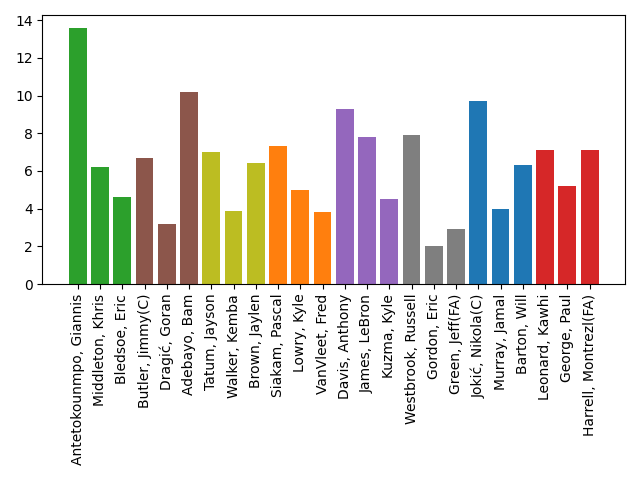 14
12
10
8
6
4
2
0
Antetokounmpo, Giannis
Middleton, Khris
Bledsoe, Eric
Butler, Jimmy(C)
Dragić, Goran
Adebayo, Bam
Tatum, Jayson
Walker, Kemba
Brown, Jaylen
Siakam, Pascal
Lowry, Kyle
VanVleet, Fred
Davis, Anthony
James, LeBron
Kuzma, Kyle
Westbrook, Russell
Gordon, Eric
Green, Jeff(FA)
Jokić, Nikola(C)
Murray, Jamal
Barton, Will
Leonard, Kawhi
George, Paul
Harrell, Montrezl(FA)